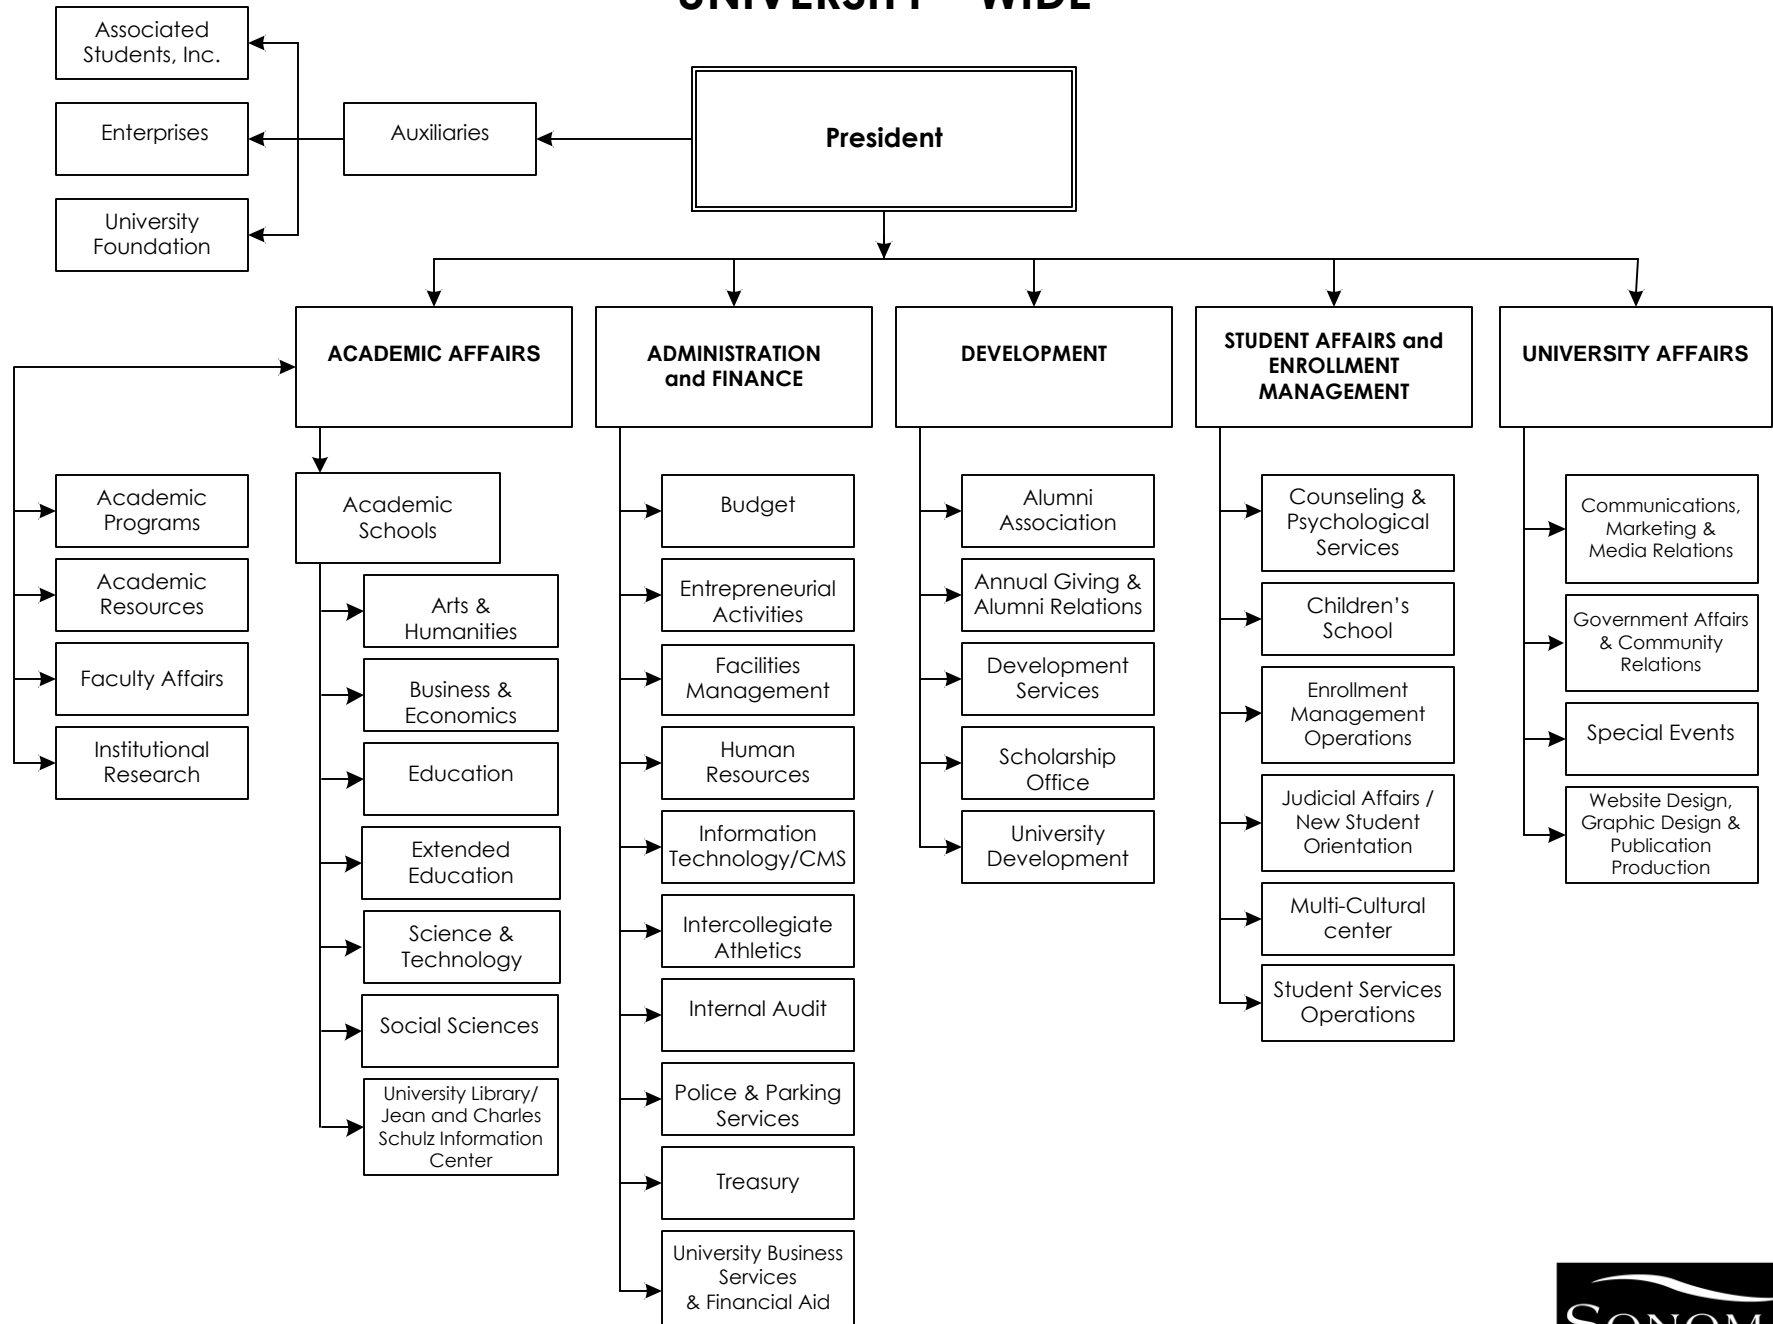 UNIVERSITY - WIDE
Associated
Students, Inc.
Enterprises
University
Foundation
Auxiliaries
President
ACADEMIC AFFAIRS
ADMINISTRATION
and FINANCE
DEVELOPMENT
STUDENT AFFAIRS and
ENROLLMENT
MANAGEMENT
UNIVERSITY AFFAIRS
Academic
Programs
Academic
Resources
Faculty Affairs
Institutional
Research
Academic
Schools
Arts &
Humanities
Business &
Economics
Education
Extended
Education
Science &
Technology
Social Sciences
University Library/
Jean and Charles
Schulz Information
Center
Budget
Entrepreneurial
Activities
Facilities
Management
Human
Resources
Information
Technology/CMS
Intercollegiate
Athletics
Internal Audit
Police & Parking
Services
Treasury
University Business
Services
& Financial Aid
Alumni
Association
Annual Giving &
Alumni Relations
Development
Services
Scholarship
Office
University
Development
Counseling &
Psychological
Services
Children's
School
Enrollment
Management
Operations
Judicial Affairs /
New Student
Orientation
Multi-Cultural
center
Student Services
Operations
Communications,
Marketing &
Media Relations
Government Affairs
& Community
Relations
Special Events
Website Design,
Graphic Design &
Publication
Production
SONOM